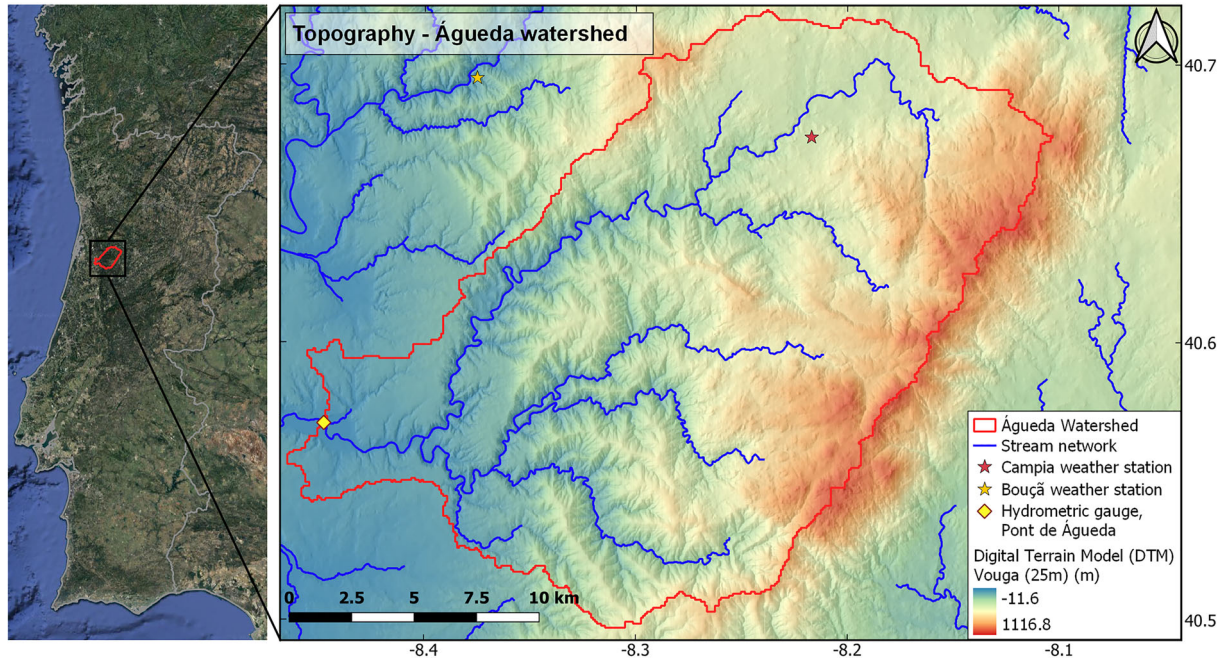 Topography - Águeda watershed
40.7
40.6
40.5
Águeda Watershed
Stream network
Campia weather station
Bouçã weather station
Hydrometric gauge,
Pont de Águeda
Digital Terrain Model (DTM)
Vouga (25m) (m)
-11.6
1116.8
0 2.5 5 7.5 10 km
-8.4 -8.3 -8.2 -8.1